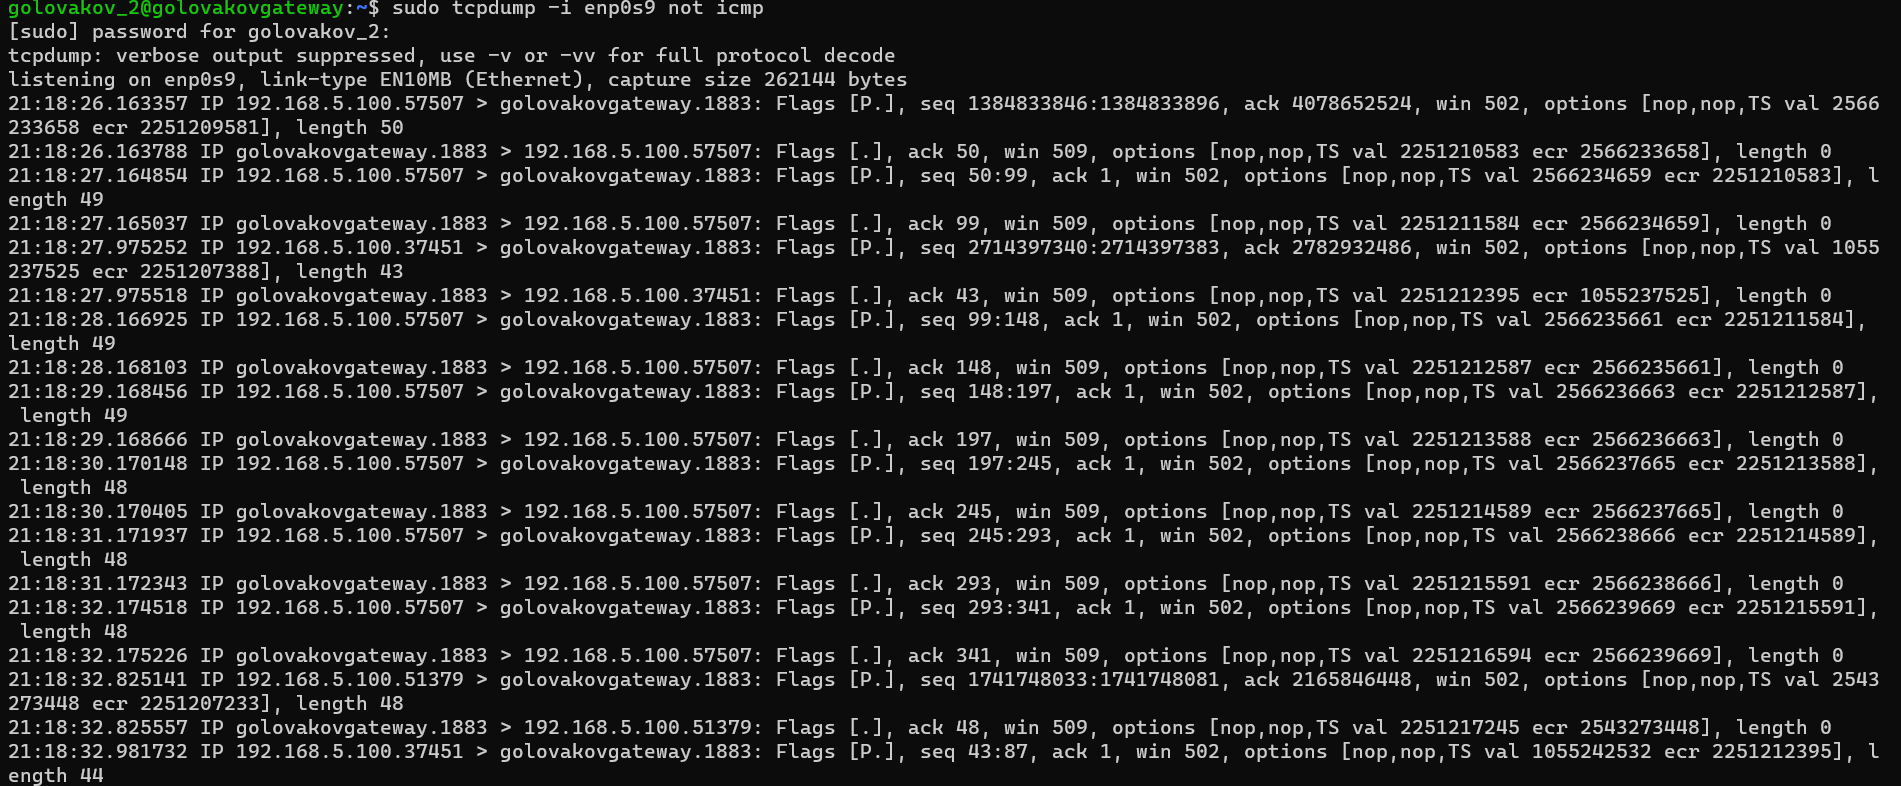 golovakov_2@golovakovgateway:~$ sudo tcpdump -i enp0s9 not icmp
[sudo] password for golovakov_2:
tcpdump: verbose output suppressed, use -v or -vv for full protocol decode
listening on enp0s9, link-type EN10MB (Ethernet), capture size 262144 bytes
21:18:26.163357 IP 192.168.5.100.57507 > golovakovgateway.1883: Flags [P.], seq 1384833846:1384833896, ack 4078652524, win 502, options [nop,nop,TS val 2566
233658 ecr 2251209581], length 50
21:18:26.163788 IP golovakovgateway.1883 > 192.168.5.100.57507: Flags [.], ack 50, win 509, options [nop,nop,TS val 2251210583 ecr 2566233658], length 0
21:18:27.164854 IP 192.168.5.100.57507 > golovakovgateway.1883: Flags [P.], seq 50:99, ack 1, win 502, options [nop,nop,TS val 2566234659 ecr 2251210583], l
ength 49
21:18:27.165037 IP golovakovgateway.1883 > 192.168.5.100.57507: Flags [.], ack 99, win 509, options [nop,nop,TS val 2251211584 ecr 2566234659], length 0
21:18:27.975252 IP 192.168.5.100.37451 > golovakovgateway.1883: Flags [P.], seq 2714397340:2714397383, ack 2782932486, win 502, options [nop,nop,TS val 1055
237525 ecr 2251207388], length 43
21:18:27.975518 IP golovakovgateway.1883 > 192.168.5.100.37451: Flags [.], ack 43, win 509, options [nop,nop,TS val 2251212395 ecr 1055237525], length 0
21:18:28.166925 IP 192.168.5.100.57507 > golovakovgateway.1883: Flags [P.], seq 99:148, ack 1, win 502, options [nop,nop,TS val 2566235661 ecr 2251211584],
length 49
21:18:28.168103 IP golovakovgateway.1883 > 192.168.5.100.57507: Flags [.], ack 148, win 509, options [nop,nop,TS val 2251212587 ecr 2566235661], length 0
21:18:29.168456 IP 192.168.5.100.57507 > golovakovgateway.1883: Flags [P.], seq 148:197, ack 1, win 502, options [nop,nop,TS val 2566236663 ecr 2251212587],
 length 49
21:18:29.168666 IP golovakovgateway.1883 > 192.168.5.100.57507: Flags [.], ack 197, win 509, options [nop,nop,TS val 2251213588 ecr 2566236663], length 0
21:18:30.170148 IP 192.168.5.100.57507 > golovakovgateway.1883: Flags [P.], seq 197:245, ack 1, win 502, options [nop,nop,TS val 2566237665 ecr 2251213588],
 length 48
21:18:30.170405 IP golovakovgateway.1883 > 192.168.5.100.57507: Flags [.], ack 245, win 509, options [nop,nop,TS val 2251214589 ecr 2566237665], length 0
21:18:31.171937 IP 192.168.5.100.57507 > golovakovgateway.1883: Flags [P.], seq 245:293, ack 1, win 502, options [nop,nop,TS val 2566238666 ecr 2251214589],
 length 48
21:18:31.172343 IP golovakovgateway.1883 > 192.168.5.100.57507: Flags [.], ack 293, win 509, options [nop,nop,TS val 2251215591 ecr 2566238666], length 0
21:18:32.174518 IP 192.168.5.100.57507 > golovakovgateway.1883: Flags [P.], seq 293:341, ack 1, win 502, options [nop,nop,TS val 2566239669 ecr 2251215591],
 length 48
21:18:32.175226 IP golovakovgateway.1883 > 192.168.5.100.57507: Flags [.], ack 341, win 509, options [nop,nop,TS val 2251216594 ecr 2566239669], length 0
21:18:32.825141 IP 192.168.5.100.51379 > golovakovgateway.1883: Flags [P.], seq 1741748033:1741748081, ack 2165846448, win 502, options [nop,nop,TS val 2543
273448 ecr 2251207233], length 48
21:18:32.825557 IP golovakovgateway.1883 > 192.168.5.100.51379: Flags [.], ack 48, win 509, options [nop,nop,TS val 2251217245 ecr 2543273448], length 0
21:18:32.981732 IP 192.168.5.100.37451 > golovakovgateway.1883: Flags [P.], seq 43:87, ack 1, win 502, options [nop,nop,TS val 1055242532 ecr 2251212395], l
ength 44